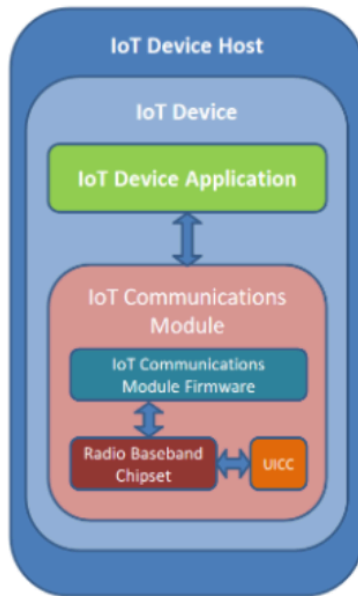 IoT Device Host
IoT Device
IoT Device Application
IoT Communications
Module
IoT Communications
Module Firmware
Radio Baseband
Chipset
UICC